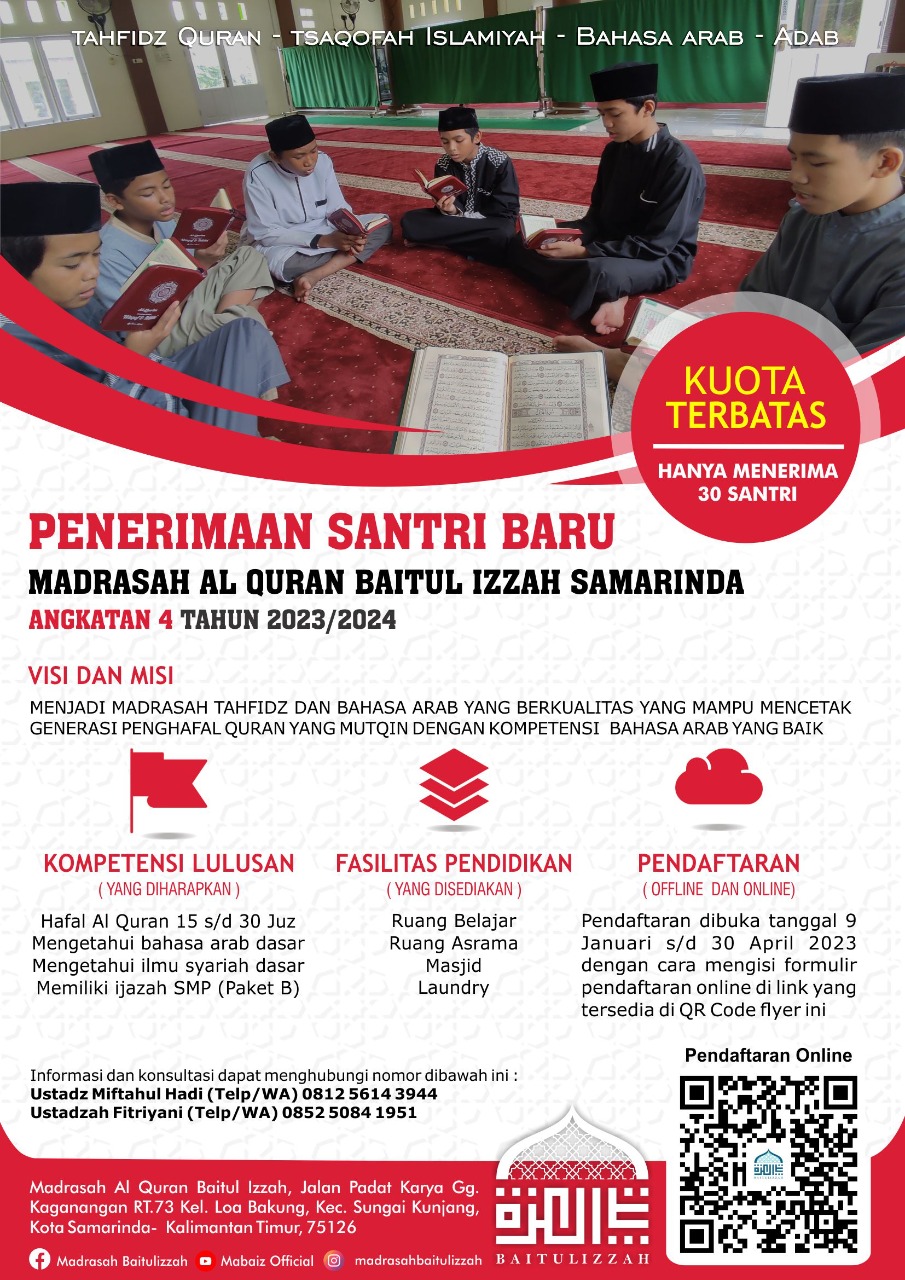 TAHFIDZ QURAN - TSAQOFAH ISLAMIYAH - BAHASA ARAB - ADAB
KUOTA
TERBATAS
HANYA MENERIMA
30 SANTRI
PENERIMAAN SANTRI BARU
MADRASAH AL QURAN BAITUL IZZAH SAMARINDA
ANGKATAN 4 TAHUN 2023/2024
VISI DAN MISI
MENJADI MADRASAH TAHFIDZ DAN BAHASA ARAB YANG BERKUALITAS YANG MAMPU MENCETAK
GENERASI PENGHAFAL QURAN YANG MUTQIN DENGAN KOMPETENSI BAHASA ARAB YANG BAIK
KOMPETENSI LULUSAN
( YANG DIHARAPKAN )
Hafal Al Quran 15 s/d 30 Juz
Mengetahui bahasa arab dasar
Mengetahui ilmu syariah dasar
Memiliki ijazah SMP (Paket B)
FASILITAS PENDIDIKAN
( YANG DISEDIAKAN )
Ruang Belajar
Ruang Asrama
Masjid
Laundry
PENDAFTARAN
( OFFLINE DAN ONLINE)
Pendaftaran dibuka tanggal 9
Januari s/d 30 April 2023
dengan cara mengisi formulir
pendaftaran online di link yang
tersedia di QR Code flyer ini
Pendaftaran Online
Informasi dan konsultasi dapat menghubungi nomor dibawah ini :
Ustadz Miftahul Hadi (Telp/WA) 0812 5614 3944
Ustadzah Fitriyani (Telp/WA) 0852 5084 1951
Madrasah Al Quran Baitul Izzah, Jalan Padat Karya Gg.
Kaganangan RT.73 Kel. Loa Bakung, Kec. Sungai Kunjang,
Kota Samarinda- Kalimantan Timur, 75126
Madrasah Baitulizzah Mabaiz Official madrasahbaitulizzah
BAITULIZZAH